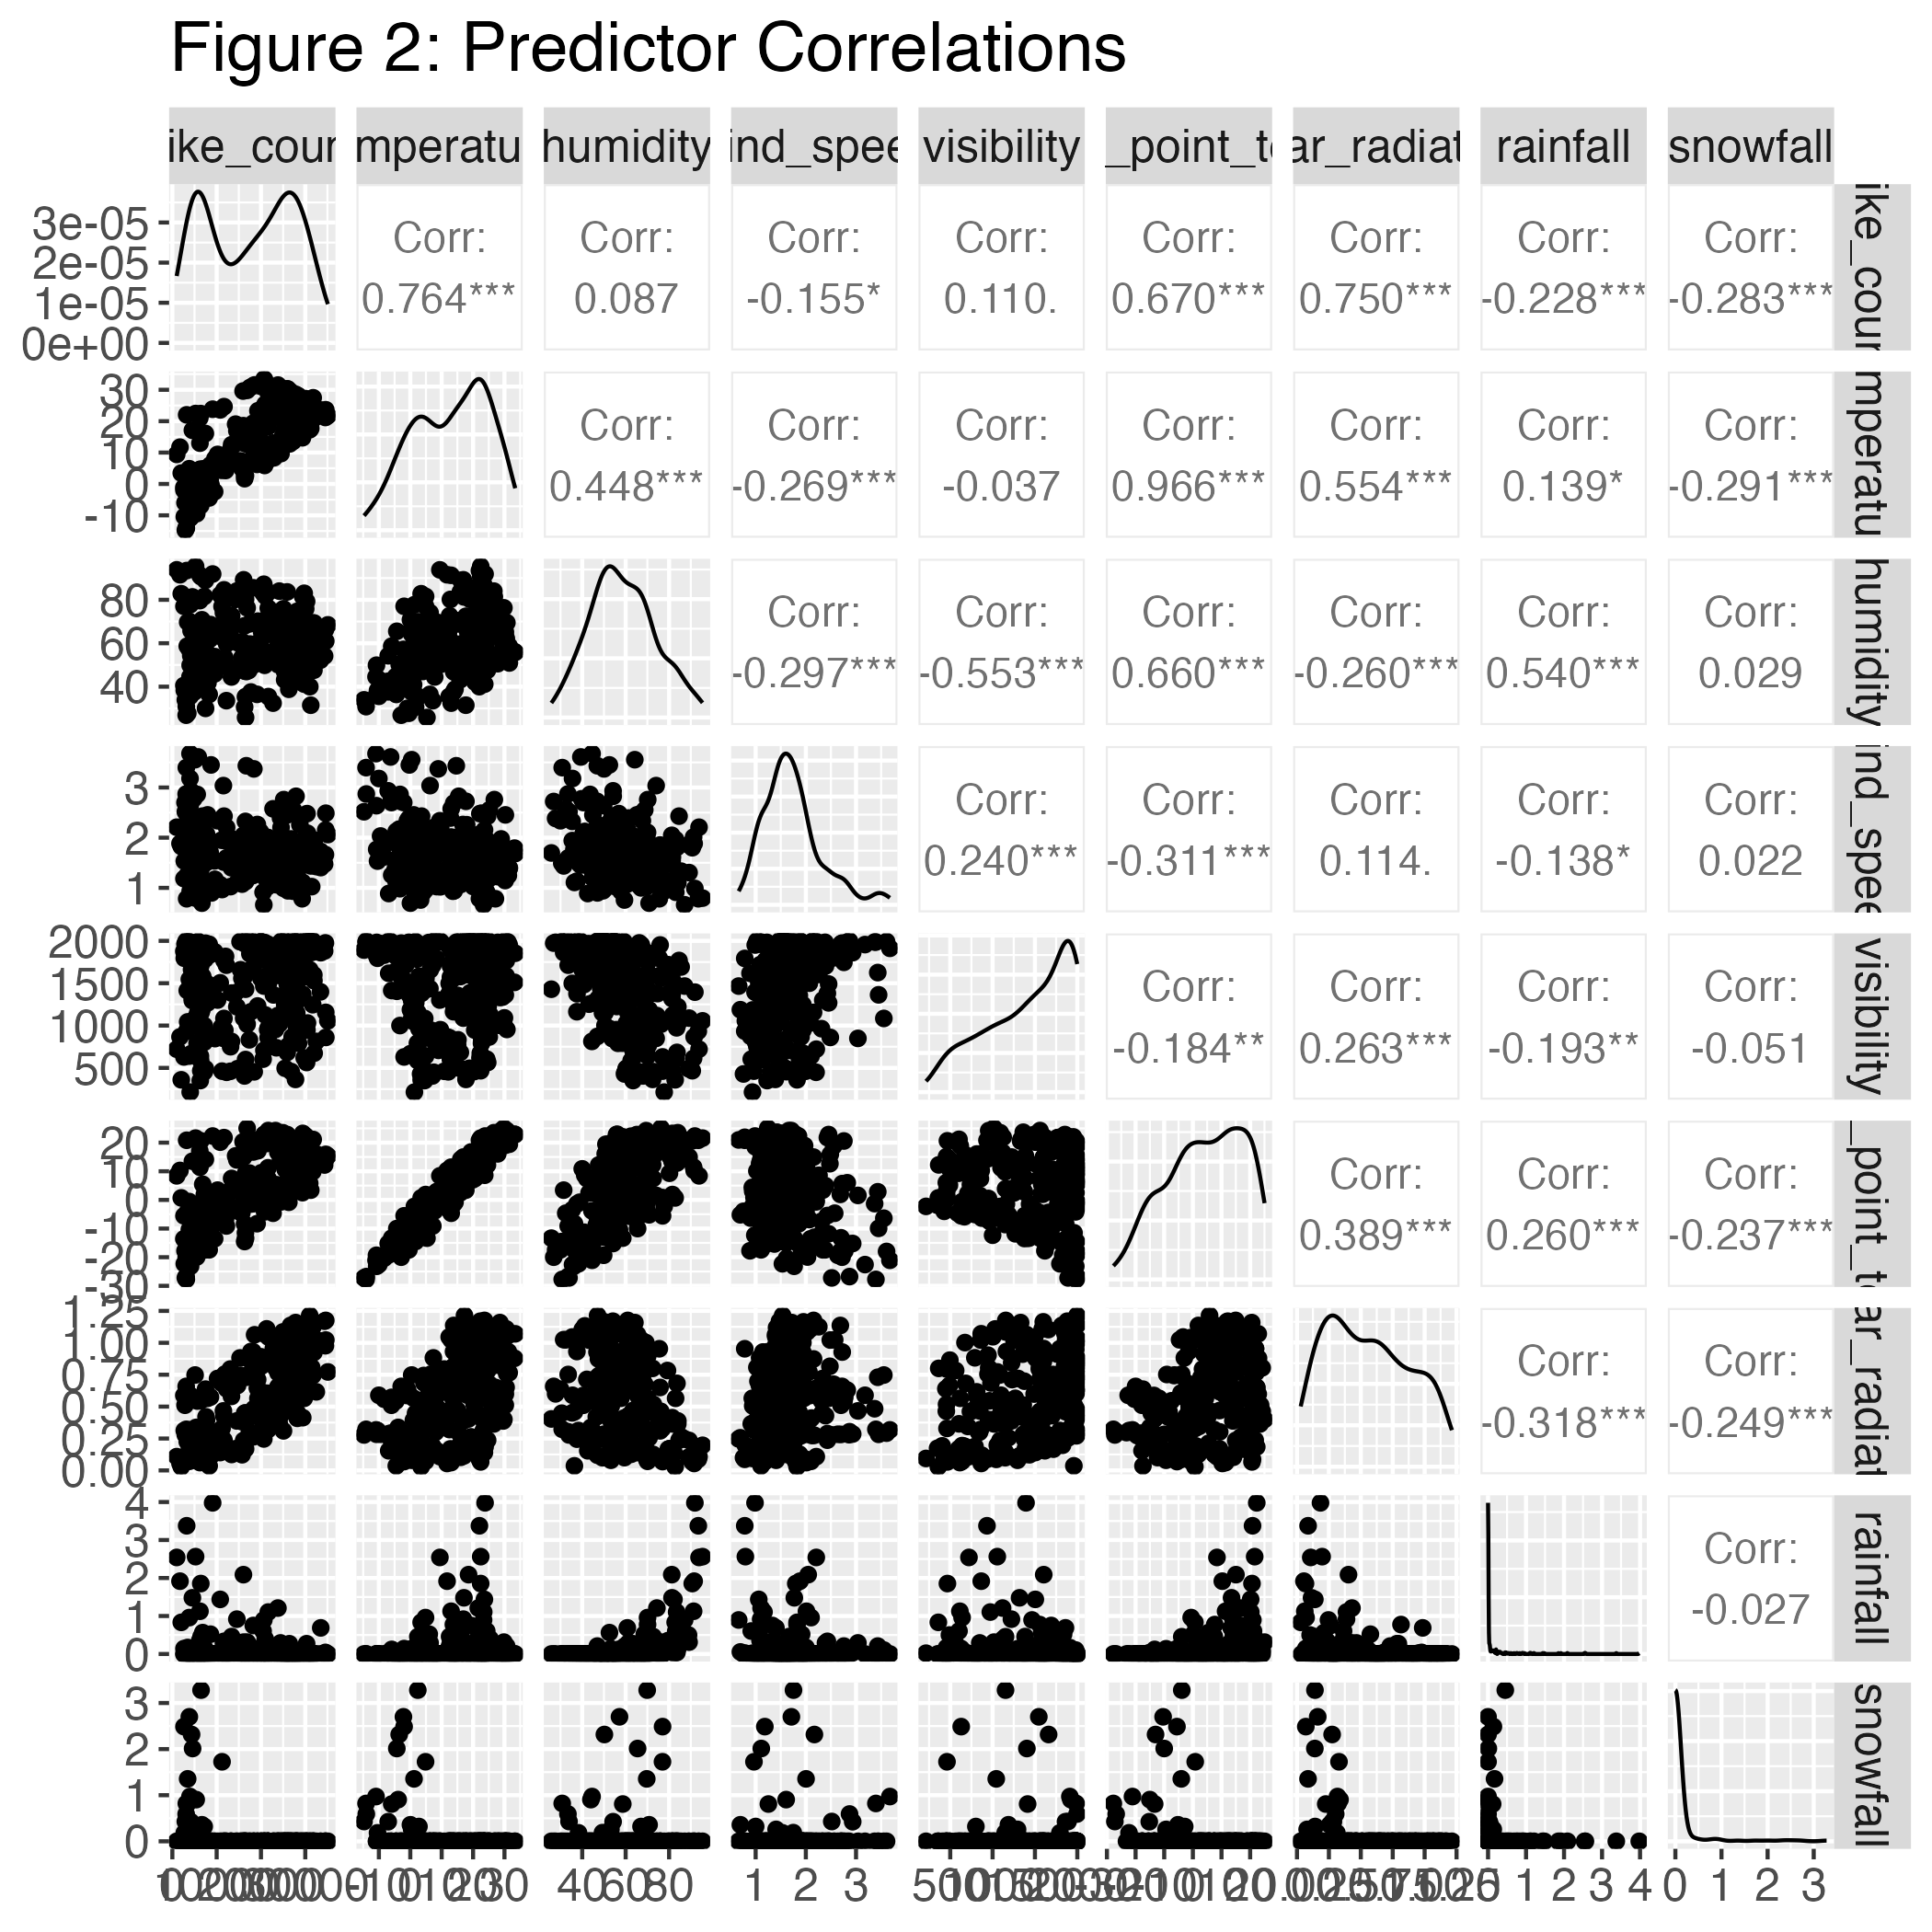 Figure 2: Predictor Correlations
ike_cour mperatu humidity ind_spee visibility _point_te ar_radiat rainfall snowfall
3e-05
2e-05
1e-05
0e+00
Corr: Corr: Corr: Corr: Corr: Corr: Corr: Corr:
0.764*** 0.087 -0.155* 0.110. 0.670*** 0.750*** -0.228*** -0.283***
ike_cour
30
20
10
0
-10
Corr: Corr: Corr: Corr: Corr: Corr: Corr:
0.448*** -0.269*** -0.037 0.966*** 0.554*** 0.139* -0.291***
mperatu
80
60
40
Corr: Corr: Corr: Corr: Corr: Corr:
-0.297*** -0.553*** 0.660*** -0.260*** 0.540*** 0.029
humidity
3
2
1
Corr: Corr: Corr: Corr: Corr:
0.240*** -0.311*** 0.114. -0.138* 0.022
ind_spee
2000
1500
1000
500
Corr: Corr: Corr: Corr:
-0.184** 0.263*** -0.193** -0.051
visibility
20
10
0
-10
-20
-30
Corr: Corr: Corr:
0.389*** 0.260*** -0.237***
_point_te
1.25
1.00
0.75
0.50
0.25
0.00
Corr: Corr:
-0.318*** -0.249***
ar_radiat
4
3
2
1
0
Corr:
-0.027
rainfall
3
2
1
0
snowfall
40 60 80 1 2 3 0 1 2 3 4 0 1 2 3